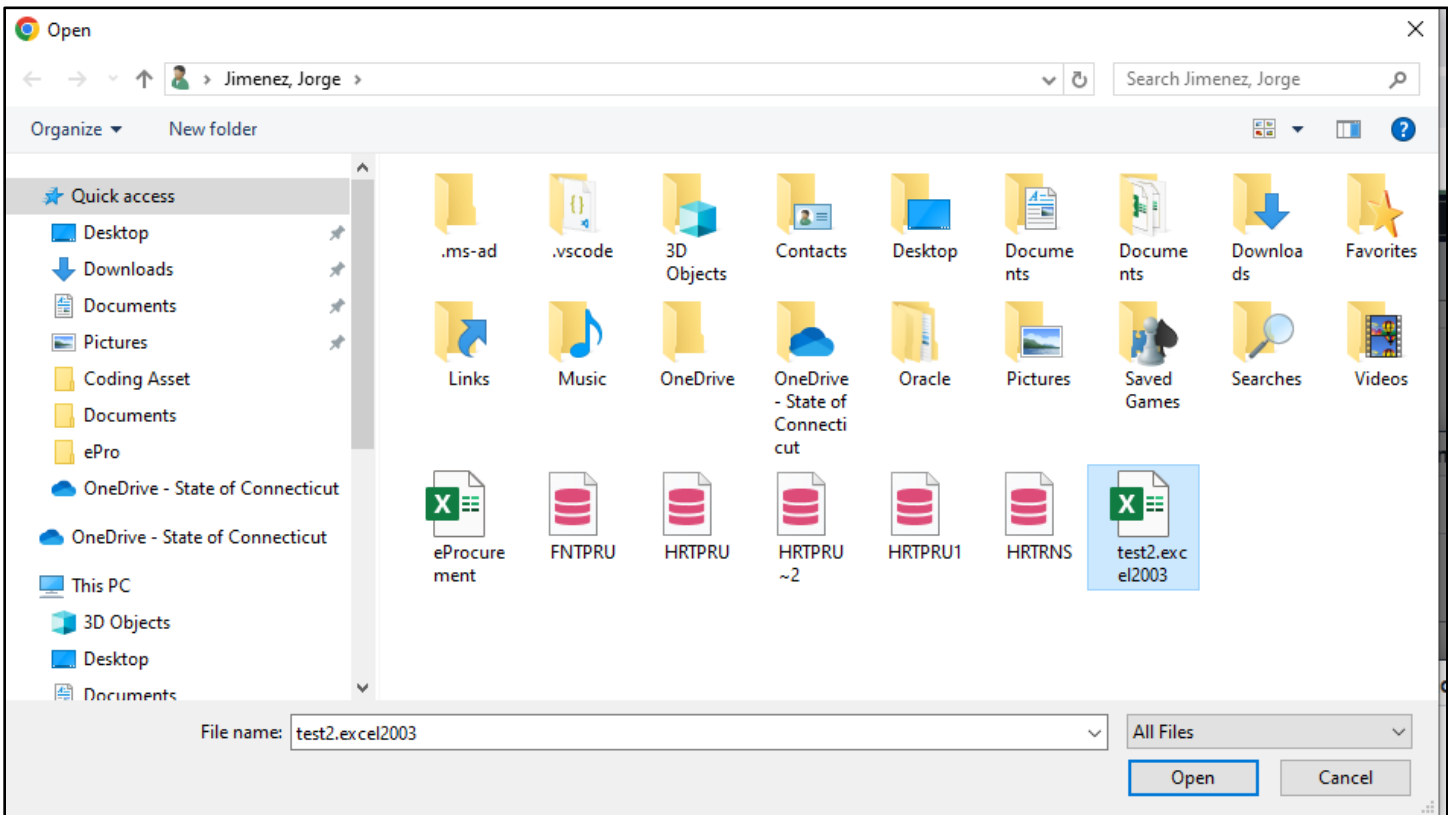 Open
Jimenez, Jorge
Search Jimenez, Jorge
Organize
New folder
Quick access
Desktop
Downloads
Documents
Pictures
Coding Asset
Documents
ePro
OneDrive - State of Connecticut
OneDrive - State of Connecticut
This PC
3D Objects
Desktop
Documents
.ms-ad
.vscode
3D
Objects
Contacts
Desktop
Docume
nts
Docume
nts
Downloa
ds
Favorites
Links
Music
OneDrive
OneDrive
- State of
Connecti
cut
Oracle
Pictures
Saved
Games
Searches
Videos
eProcure
ment
FNTPRU
HRTPRU
HRTPRU
~2
HRTPRU1
HRTRNS
test2.exc
el2003
File name: test2.excel2003
All Files
Open
Cancel